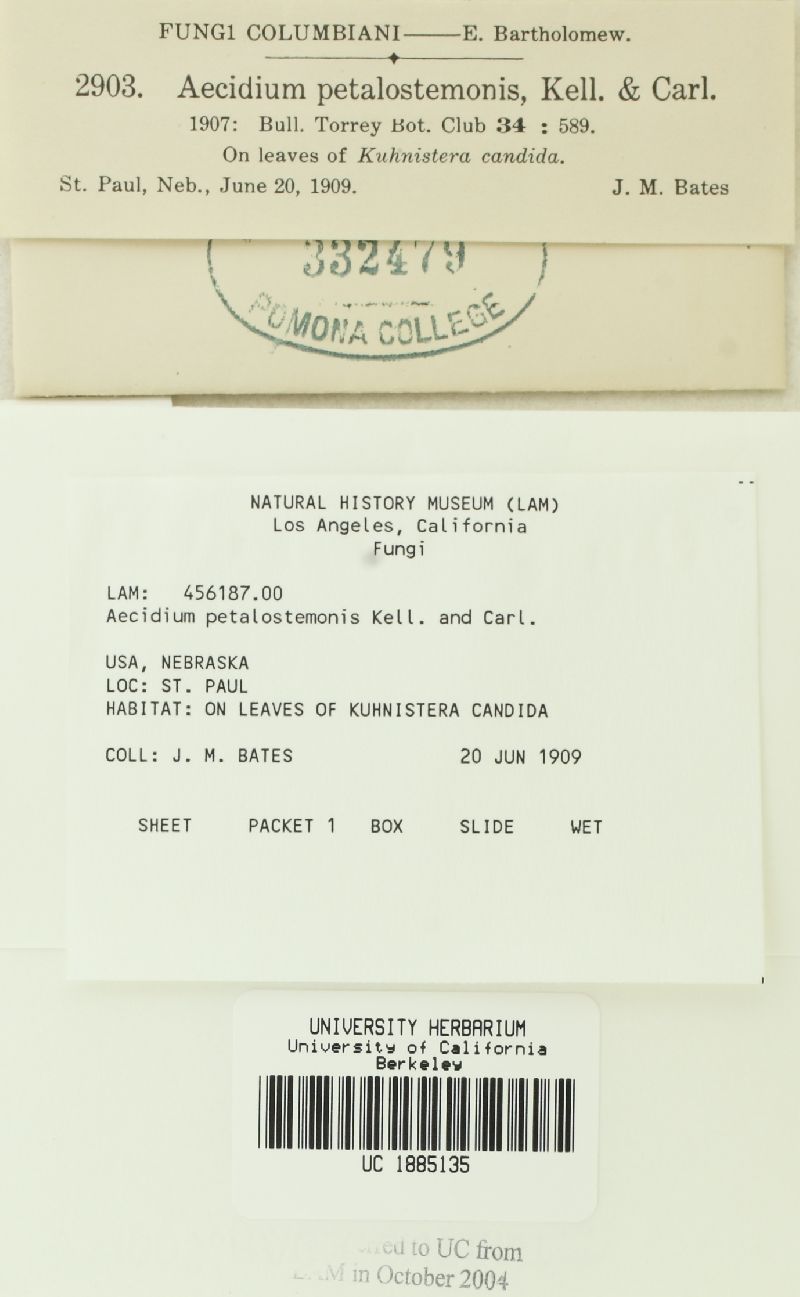 FUNGI COLUMBIANI——E. Bartholomew.
2903. Aecidium petalostemonis, Kell. & Carl.
1907: Bull. Torrey Bot. Club 34 : 589.
On leaves of Kuhnistera candida.
St. Paul, Neb., June 20, 1909. J. M. Bates
332479
POMONA COLLEGE
NATURAL HISTORY MUSEUM (LAM)
Los Angeles, California
Fungi
LAM: 456187.00
Aecidium petalostemonis Kell. and Carl.
USA, NEBRASKA
LOC: ST. PAUL
HABITAT: ON LEAVES OF KUHNISTERA CANDIDA
COLL: J. M. BATES 20 JUN 1909
SHEET PACKET 1 BOX SLIDE WET
UNIVERSITY HERBARIUM
University of California
Berkeley
UC 1885135
to UC from
in October 2004